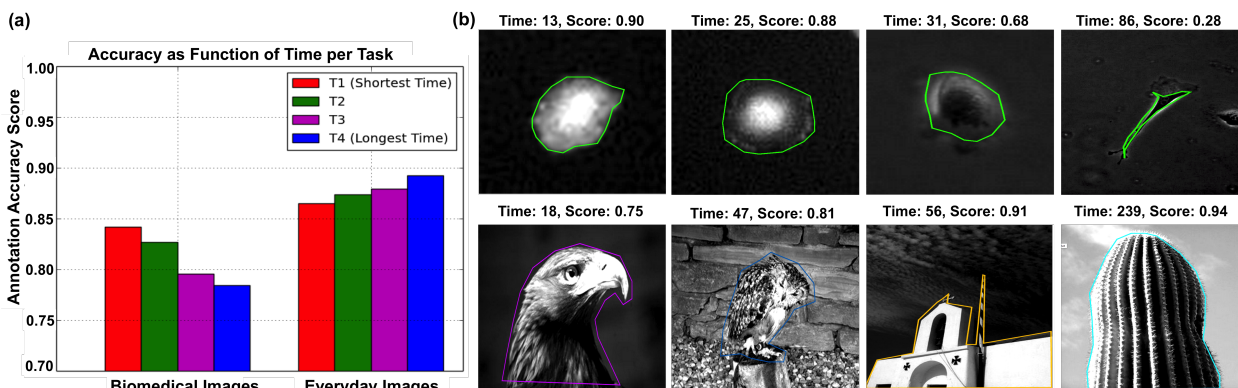 (a)
Accuracy as Function of Time per Task
Annotation Accuracy Score
1.00
0.95
0.90
0.85
0.80
0.75
0.70
T1 (Shortest Time)
T2
T3
T4 (Longest Time)
Biomedical Images
Everyday Images
(b)
Time: 13, Score: 0.90
Time: 25, Score: 0.88
Time: 31, Score: 0.68
Time: 86, Score: 0.28
Time: 18, Score: 0.75
Time: 47, Score: 0.81
Time: 56, Score: 0.91
Time: 239, Score: 0.94